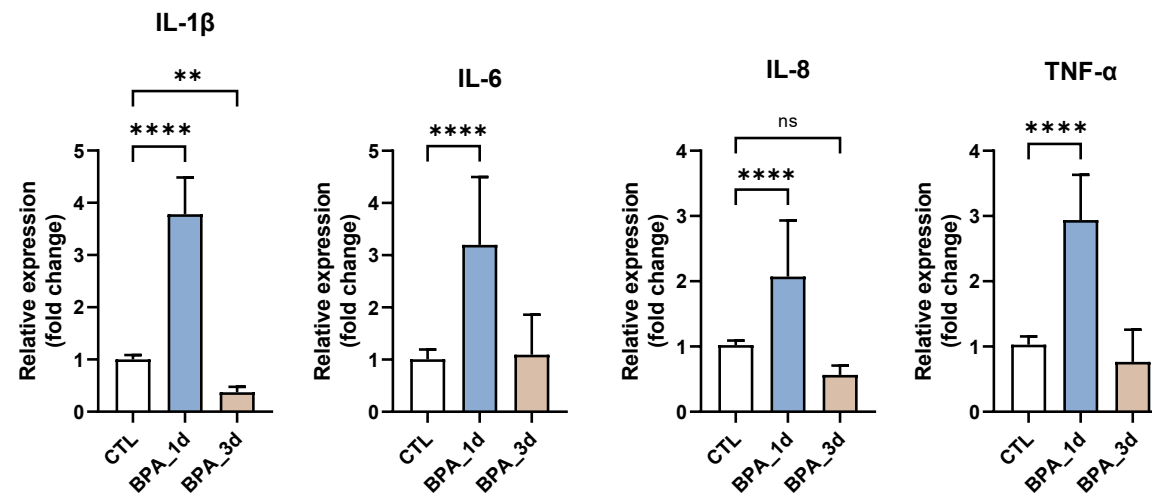 IL-1β
**
****
5
4
3
2
1
0
Relative expression
(fold change)
CTL
BPA_1d
BPA_3d
IL-6
****
5
4
3
2
1
0
Relative expression
(fold change)
CTL
BPA_1d
BPA_3d
IL-8
ns
****
4
3
2
1
0
Relative expression
(fold change)
CTL
BPA_1d
BPA_3d
TNF-α
****
4
3
2
1
0
Relative expression
(fold change)
CTL
BPA_1d
BPA_3d